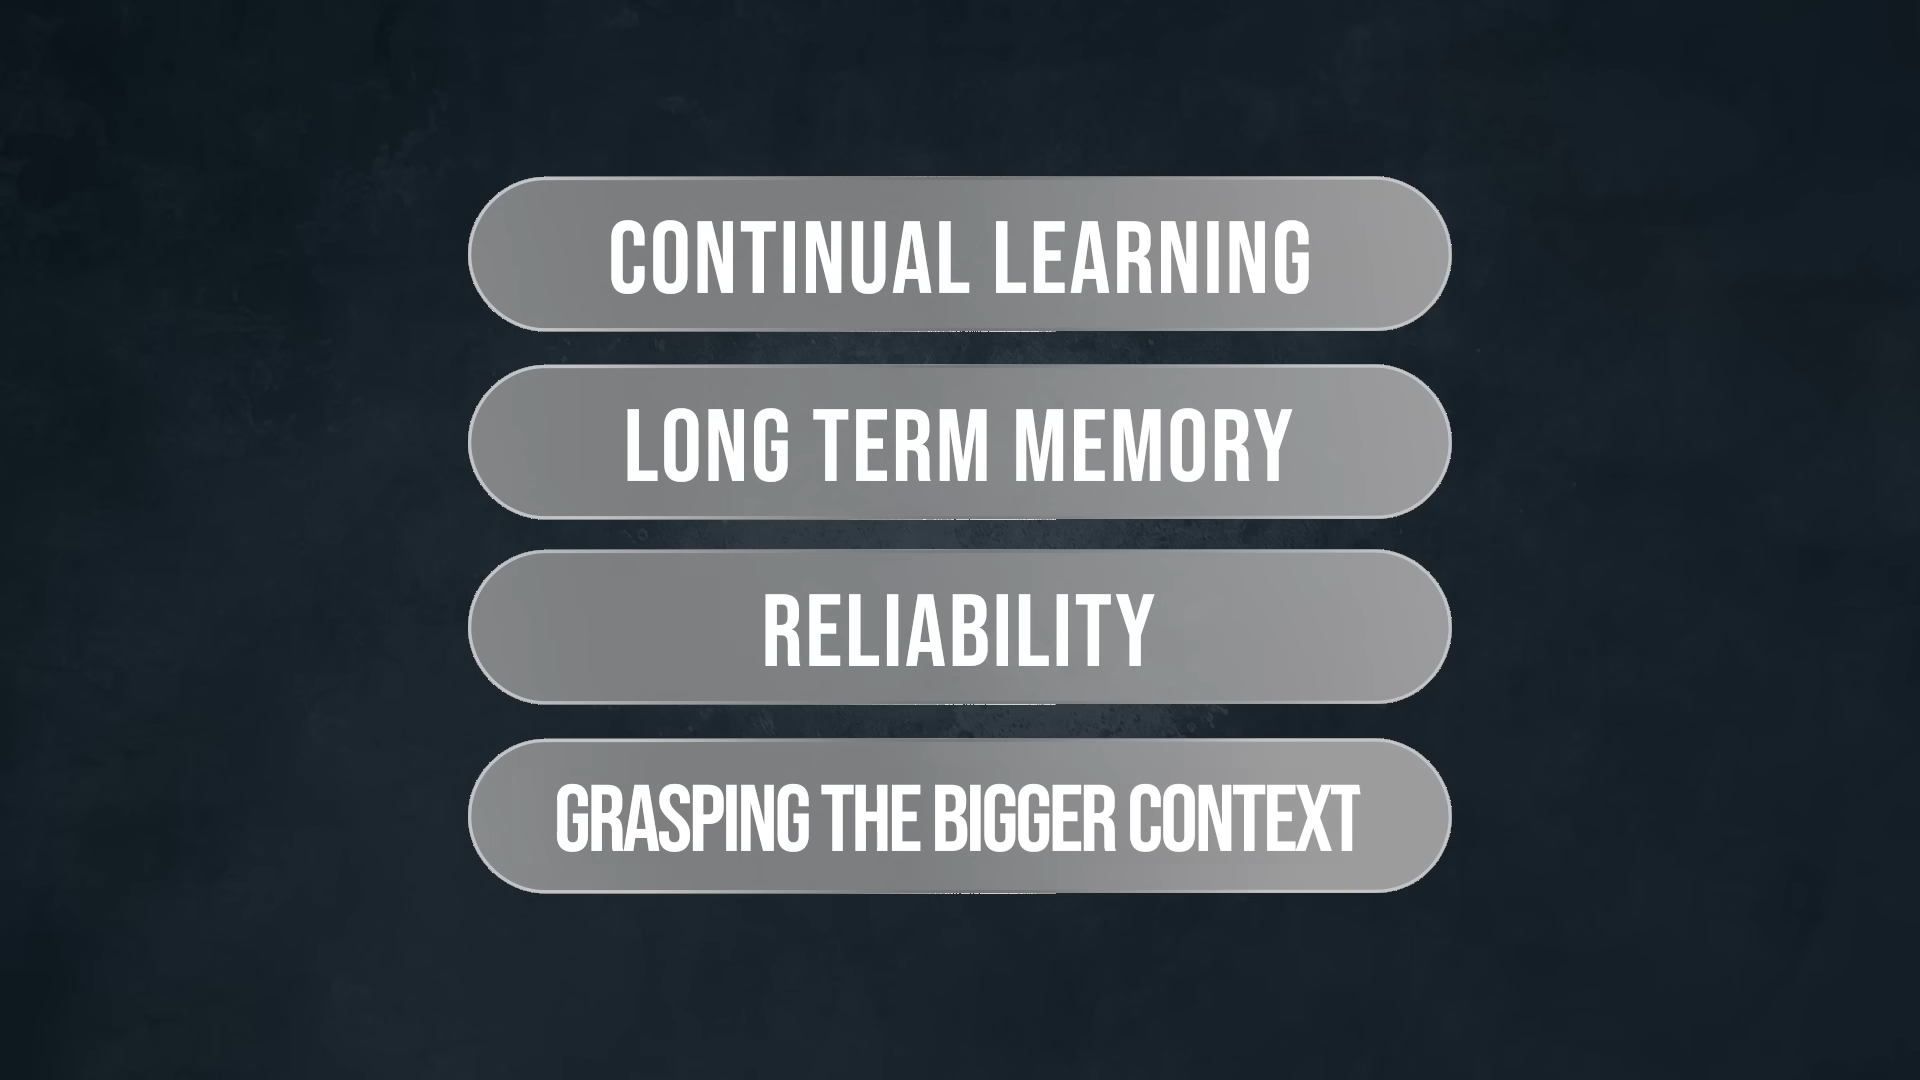 CONTINUAL LEARNING
LONG TERM MEMORY
RELIABILITY
GRASPING THE BIGGER CONTEXT